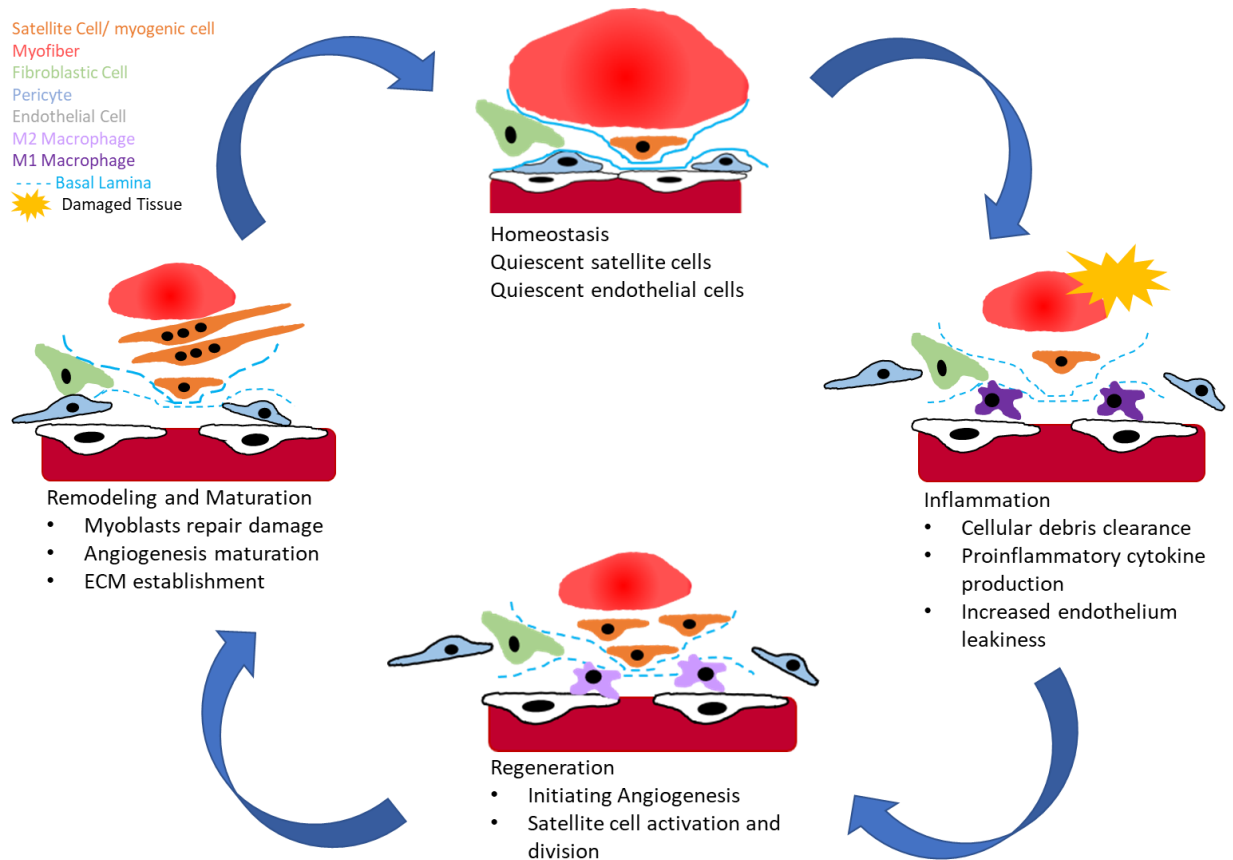 Satellite Cell/ myogenic cell
Myofiber
Fibroblastic Cell
Pericyte
Endothelial Cell
M2 Macrophage
M1 Macrophage
Basal Lamina
Damaged Tissue
Homeostasis
Quiescent satellite cells
Quiescent endothelial cells
Inflammation
• Cellular debris clearance
• Proinflammatory cytokine
production
• Increased endothelium
leakiness
Regeneration
• Initiating Angiogenesis
• Satellite cell activation and
division
Remodeling and Maturation
• Myoblasts repair damage
• Angiogenesis maturation
• ECM establishment